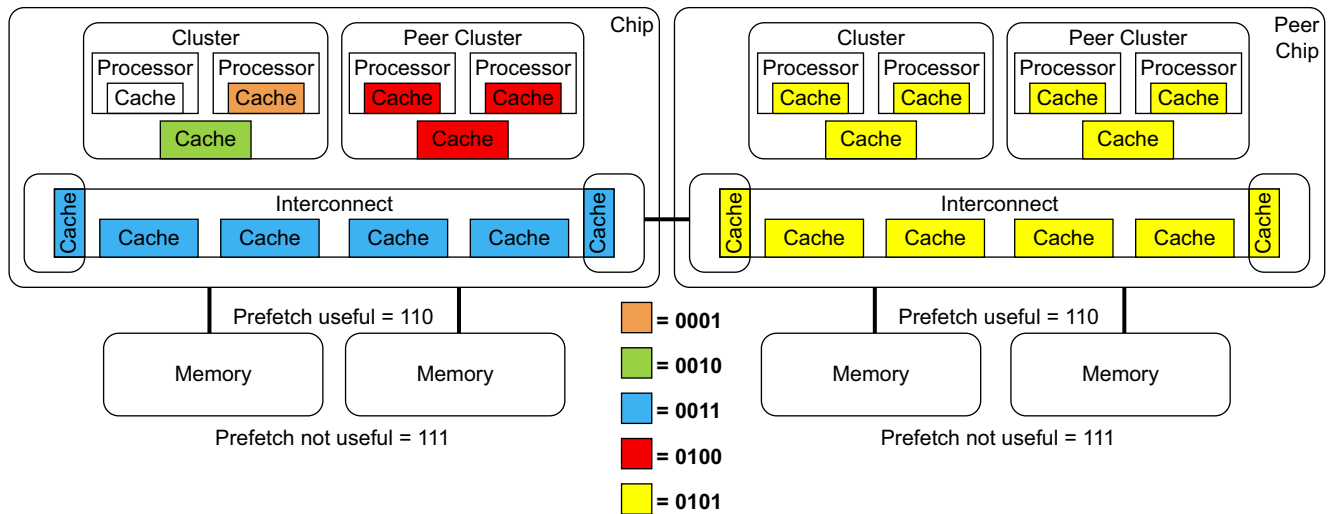 Chip
Cluster
Processor
Cache
Processor
Cache
Cache
Peer Cluster
Processor
Cache
Processor
Cache
Cache
Interconnect
Cache
Cache
Cache
Cache
Cache
Cache
Peer
Chip
Cluster
Processor
Cache
Processor
Cache
Cache
Peer Cluster
Processor
Cache
Processor
Cache
Cache
Interconnect
Cache
Cache
Cache
Cache
Cache
Cache
Prefetch useful = 110
Memory
Memory
Prefetch not useful = 111
= 0001
= 0010
= 0011
= 0100
= 0101
Prefetch useful = 110
Memory
Memory
Prefetch not useful = 111